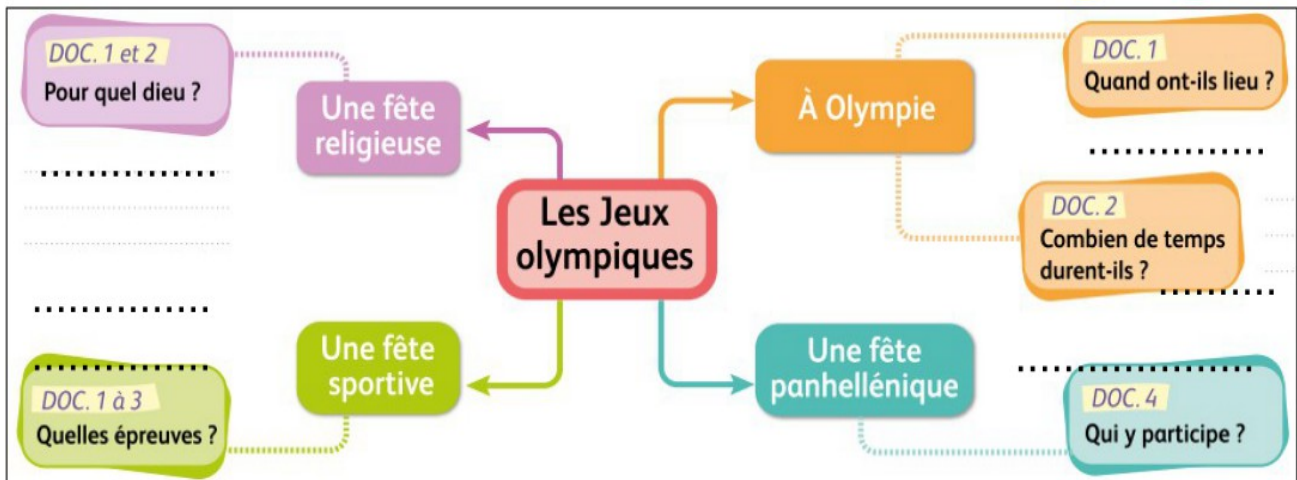 DOC. 1 et 2
Pour quel dieu ?
Une fête
religieuse
À Olympie
DOC. 1
Quand ont-ils lieu ?
Les Jeux
olympiques
DOC. 2
Combien de temps
durent-ils ?
Une fête
sportive
Une fête
panhellénique
DOC. 1 à 3
Quelles épreuves ?
DOC. 4
Qui y participe ?